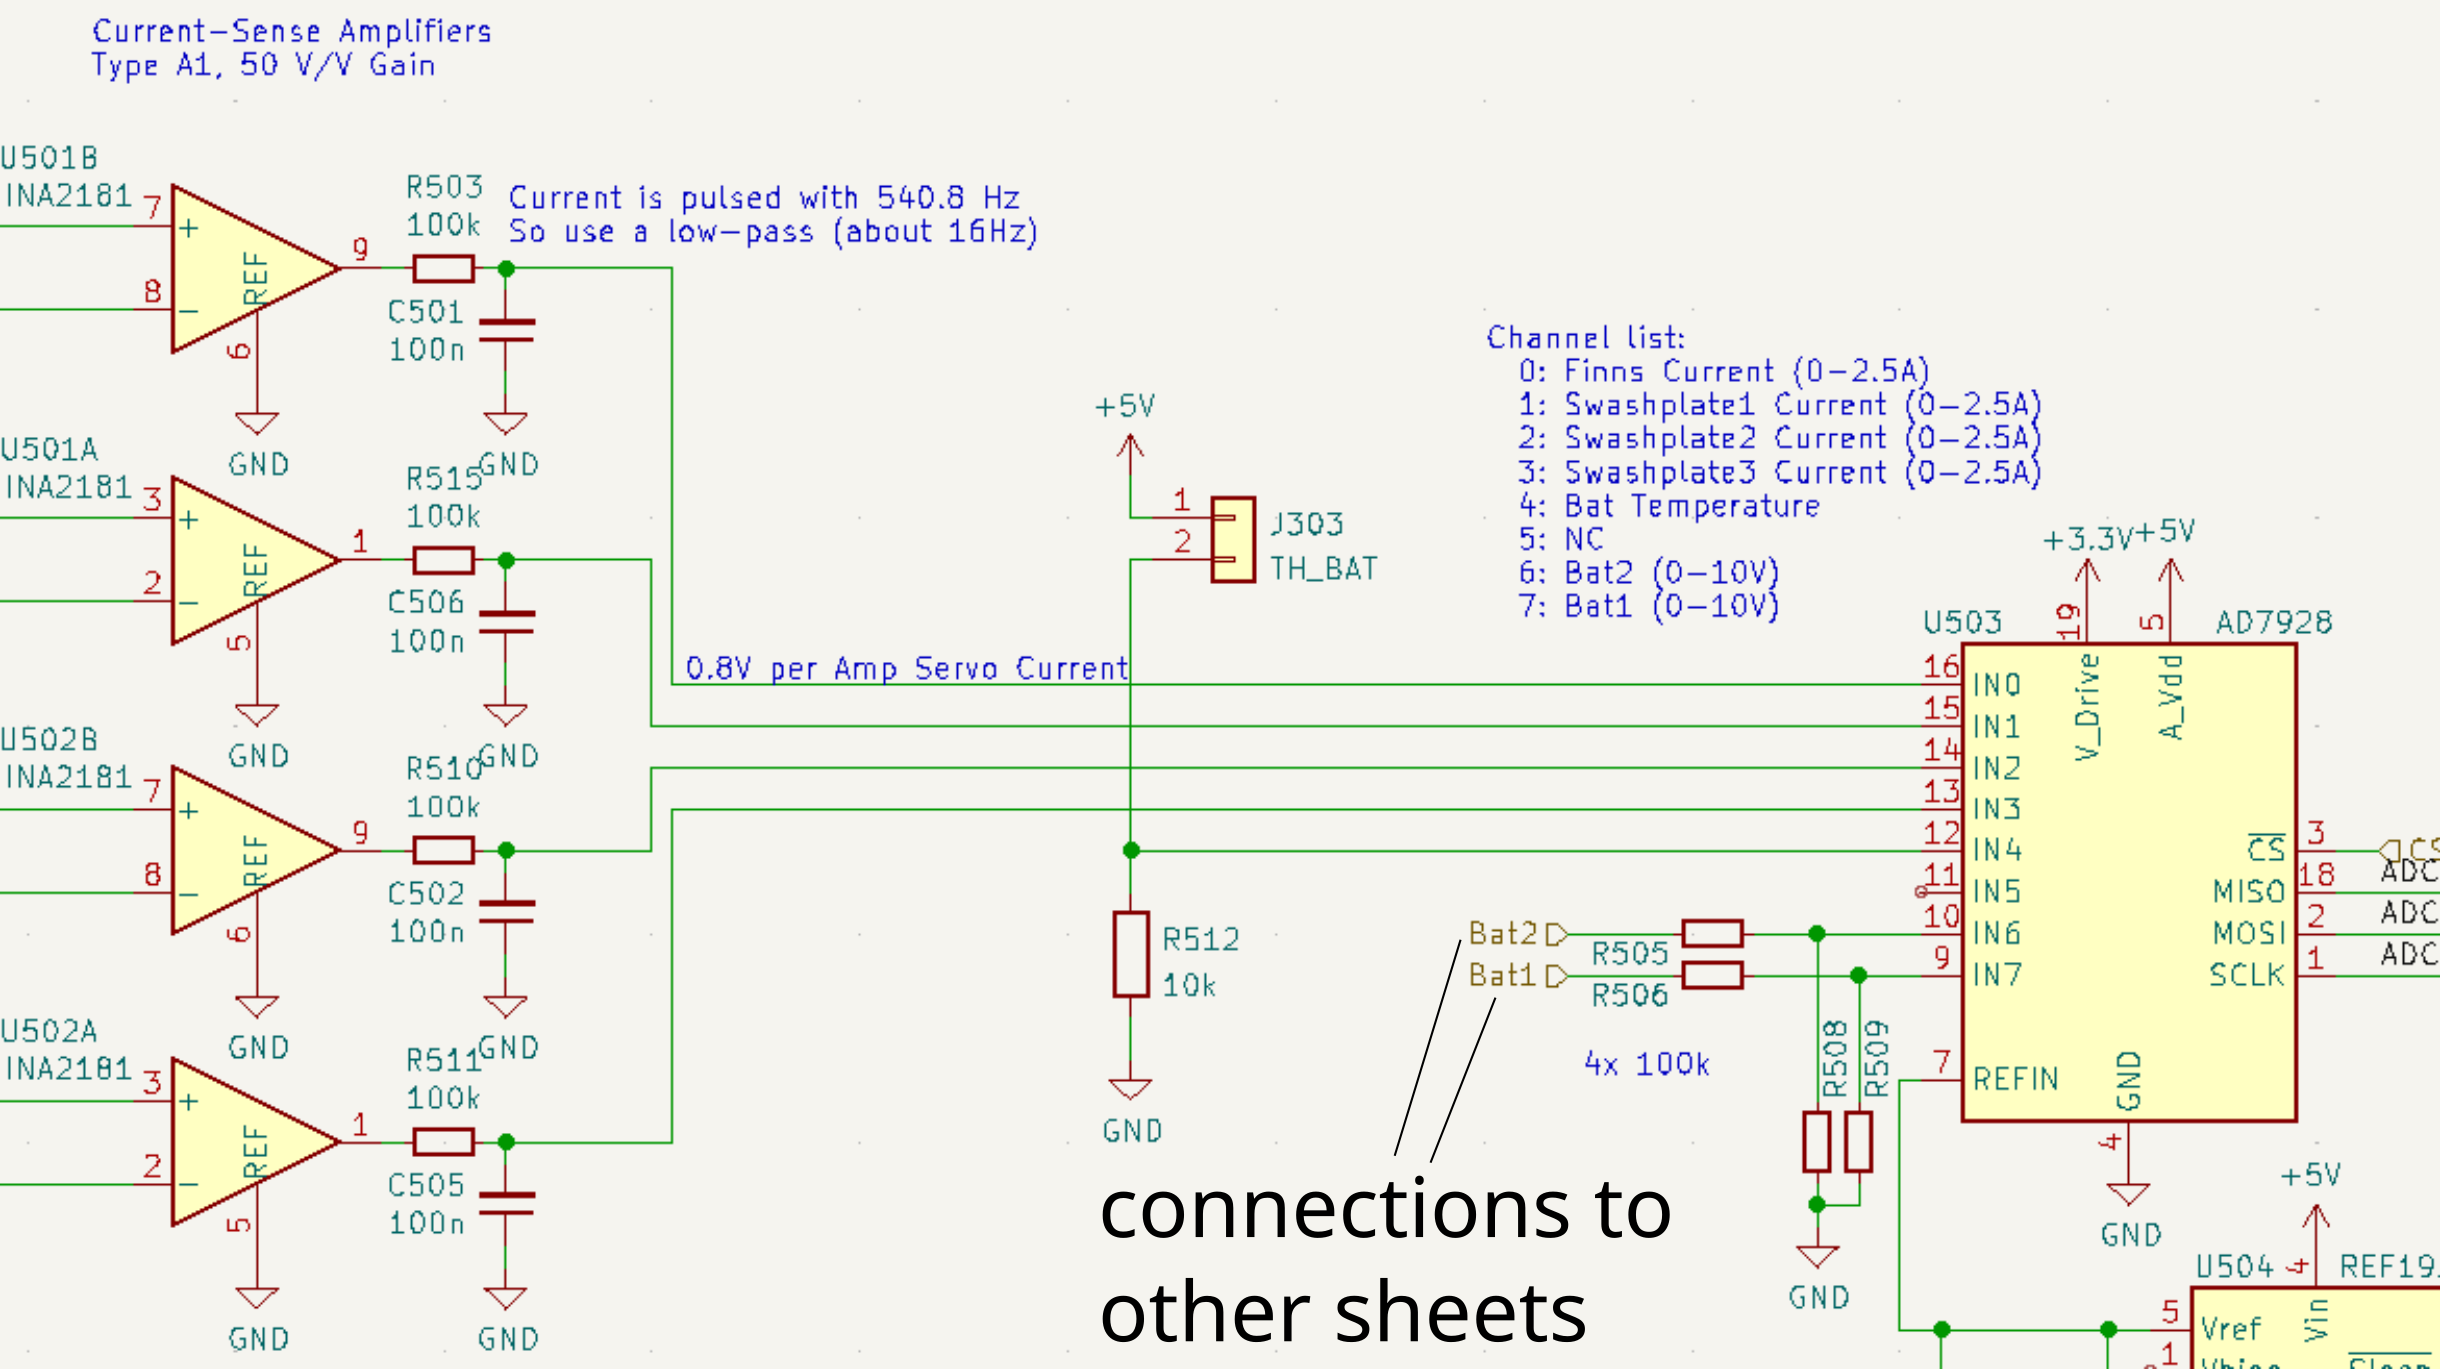 Current-Sense Amplifiers
Type A1, 50 V/V Gain
U501B
INA2181
7
8
+
-
REF
6
9
GND
R503
100k
C501
100n
GND
Current is pulsed with 540.8 Hz
So use a low-pass (about 16Hz)
U501A
INA2181
3
2
+
-
REF
5
1
GND
R515
100k
C506
100n
GND
U502B
INA2181
7
8
+
-
REF
6
9
GND
R510
100k
C502
100n
GND
U502A
INA2181
3
2
+
-
REF
5
1
GND
R511
100k
C505
100n
GND
0.8V per Amp Servo Current
+5V
1
2
J303
TH_BAT
R512
10k
GND
Channel list:
0: Finns Current (0-2.5A)
1: Swashplate1 Current (0-2.5A)
2: Swashplate2 Current (0-2.5A)
3: Swashplate3 Current (0-2.5A)
4: Bat Temperature
5: NC
6: Bat2 (0-10V)
7: Bat1 (0-10V)
Bat2
Bat1
R505
R506
4x 100k
R508
R509
GND
connections to
other sheets
+3.3V
+5V
19
5
U503
AD7928
V_Drive
A_Vdd
16 IN0
15 IN1
14 IN2
13 IN3
12 IN4
11 IN5
10 IN6
9 IN7
7 REFIN
CS 3
MISO 18
MOSI 2
SCLK 1
ADC
ADC
ADC
GND
4
GND
+5V
4
U504
REF19
Vin
5 Vref
1